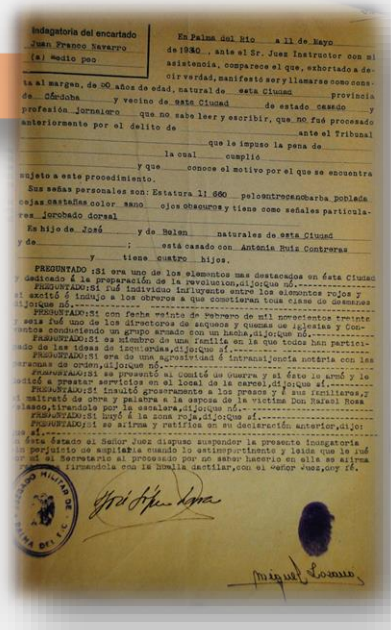 Indagatoria del encartado
Juan Franco Navarro
(a) medio peo
En Palma del Rio a 11 de Mayo
de 1940, ante el Sr. Juez Instructor con mi
asistencia, comparece el que, exhortado a de-
cir verdad, manifestó ser y llamarse como cons-
ta al margen, de 60 años de edad, natural de esta Ciudad provincia
de Córdoba y vecino de esta Ciudad de estado casado y
profesión jornalero que no sabe leer y escribir, que no fué procesado
anteriormente por el delito de ante el Tribunal
que le impuso la pena de
la cual cumplió
y que conoce el motivo por el que se encuentra
sujeto a este procedimiento.
Sus señas personales son: Estatura 1: 660 pelo entrecano barba poblada
cejas castañas color sano ojos obscuros y tiene como señales particula-
res jorobado dorsal
Es hijo de José y de Belen naturales de esta Ciudad
y de ; está casado con Antonia Ruiz Contreras
y tiene cuatro hijos.
PREGUNTADO:Si era uno de los elementos mas destacados en ésta Ciudad
y dedicado á la preparación de la revolucion,dijo:Que no.
PREGUNTADO:Si fué individuo influyente entre los elementos rojos y
si excitó é indujo a los obreros a que cometieran toda clase de desmanes
dijo:Que nó.
PREGUNTADO:Si con fecha veinte de Febrero de mil novecientos treinta
y seis fué uno de los directores de saqueos y quemas de Iglesias y Con-
ventos conduciendo un grupo armado con un hacha,dijo:Que nó.
PREGUNTADO:Si es miembro de una familia en la que todos han partici-
pado de las ideas de izquierdas,dijo:Que sí.
PREGUNTADO:Si era de una agresividad é intransijencia notória con las
personas de orden,dijo:Que nó.
PREGUNTADO:Si se presentó al Comité de Guerra y si éste lo armó y le
dedicó a prestar servicios en el local de la carcel,dijo:Que sí.
PREGUNTADO:Si insultó groseramente a los presos y á sus familiares,y
si maltrató de obra y palabra a la esposa de la victima Don Rafael Rosa
Velasco,tirandola por la escalera,dijo:Que nó.
PREGUNTADO:Si huyó á la zona roja,dijo:Que sí.
PREGUNTADO:Si se afirma y ratifica en su declaración anterior,dijo:
que sí.
En ésta estado el Señor Juez dispuso suspender la presente indagatoria
sin perjuicio de ampliarla cuando lo estime pertinente y leida que le fué
por mí el Secretario al procesado por no saber hacerlo en ella se afirma
y ratifica firmandola con la huella dactilar,con el Señor Juez,doy fé.
JUZGADO MILITAR DE
PALMA DEL RIO
José
Miguel Lozano